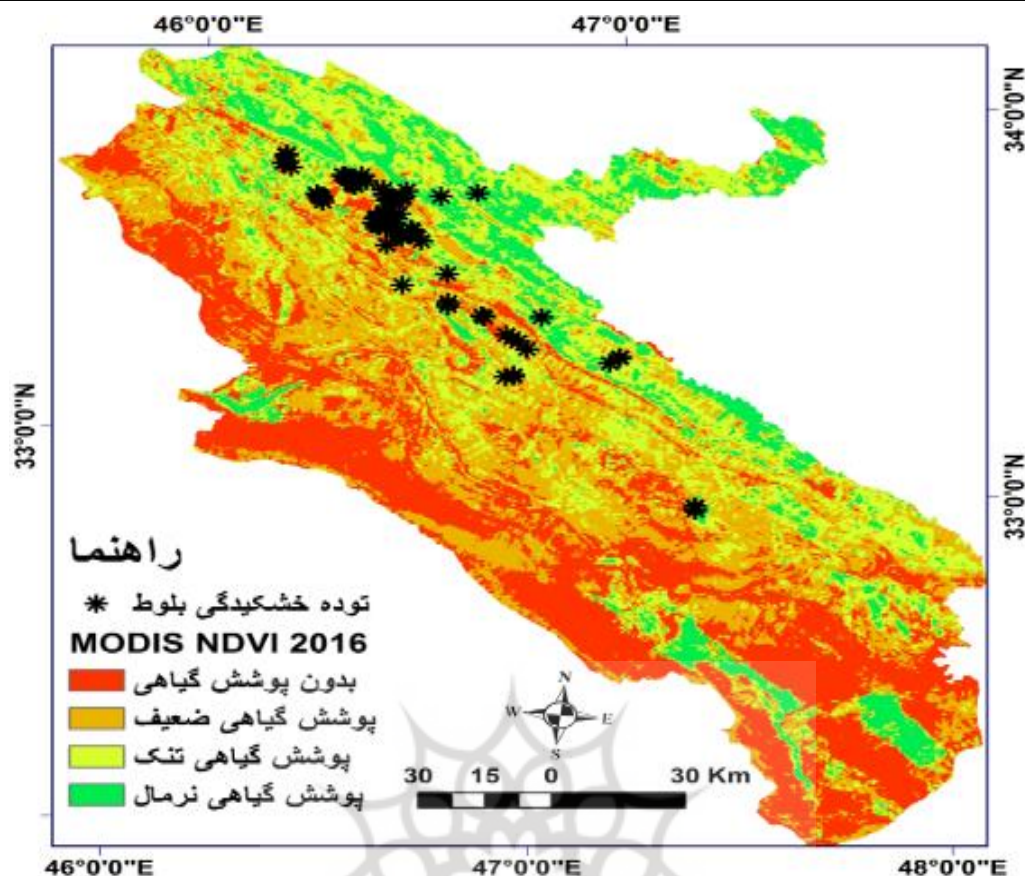 46°0'0"E 47°0'0"E
34°0'0"N
33°0'0"N
33°0'0"N
راهنما
توده خشکیدگی بلوط
MODIS NDVI 2016
بدون پوشش گیاهی
پوشش گیاهی ضعیف
پوشش گیاهی تنک
پوشش گیاهی نرمال
N
W E
S
30 15 0 30 Km
46°0'0"E 47°0'0"E 48°0'0"E